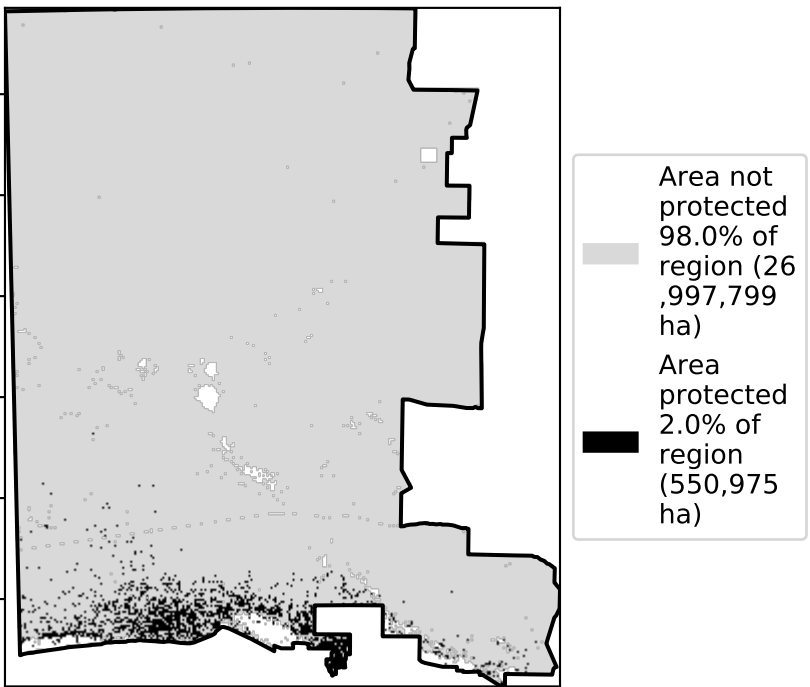 Area not
protected
98.0% of
region (26
,997,799
ha)
Area
protected
2.0% of
region
(550,975
ha)